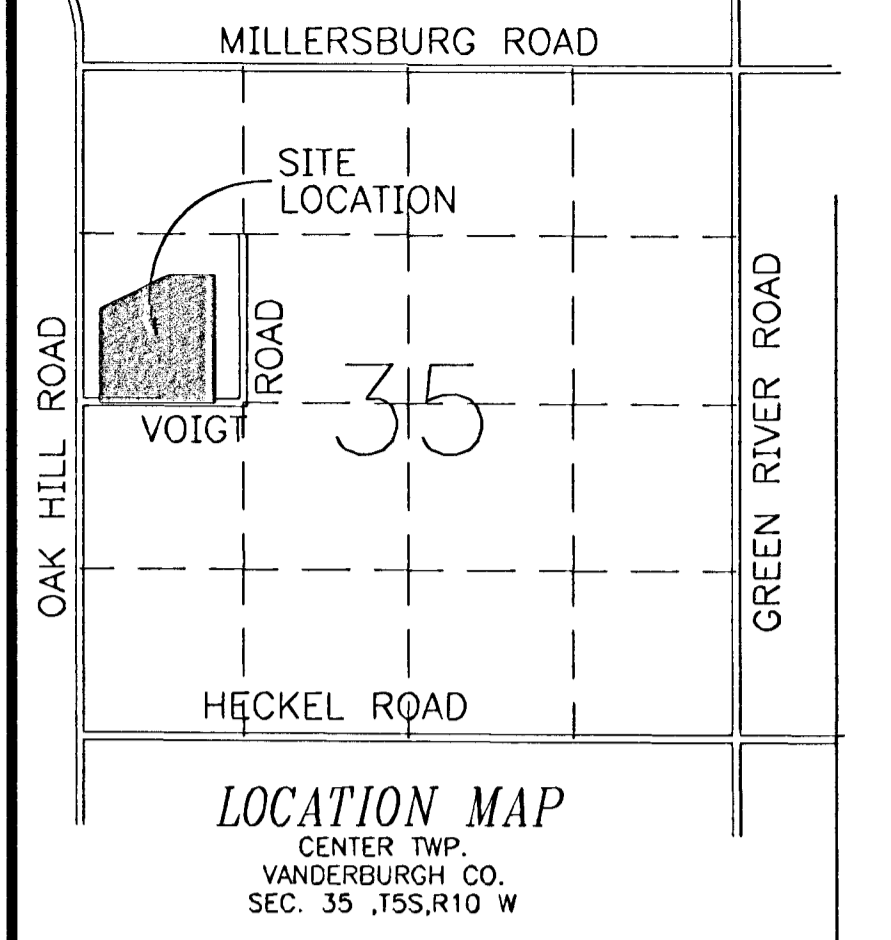 MILLERSBURG ROAD
SITE
LOCATION
OAK HILL ROAD
ROAD
VOIGT
35
GREEN RIVER ROAD
HECKEL ROAD
LOCATION MAP
CENTER TWP.
VANDERBURGH CO.
SEC. 35 ,T5S,R10 W